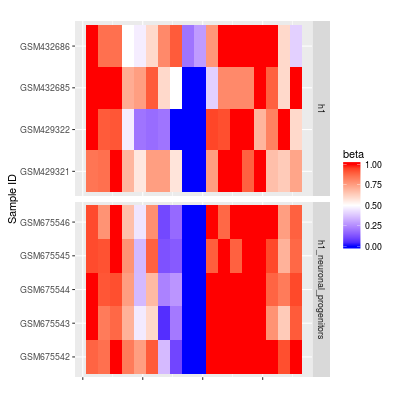 GSM432686
GSM432685
GSM429322
GSM429321
h1
GSM675546
GSM675545
GSM675544
GSM675543
GSM675542
h1_neuronal_progenitors
Sample ID
beta
1.00
0.75
0.50
0.25
0.00